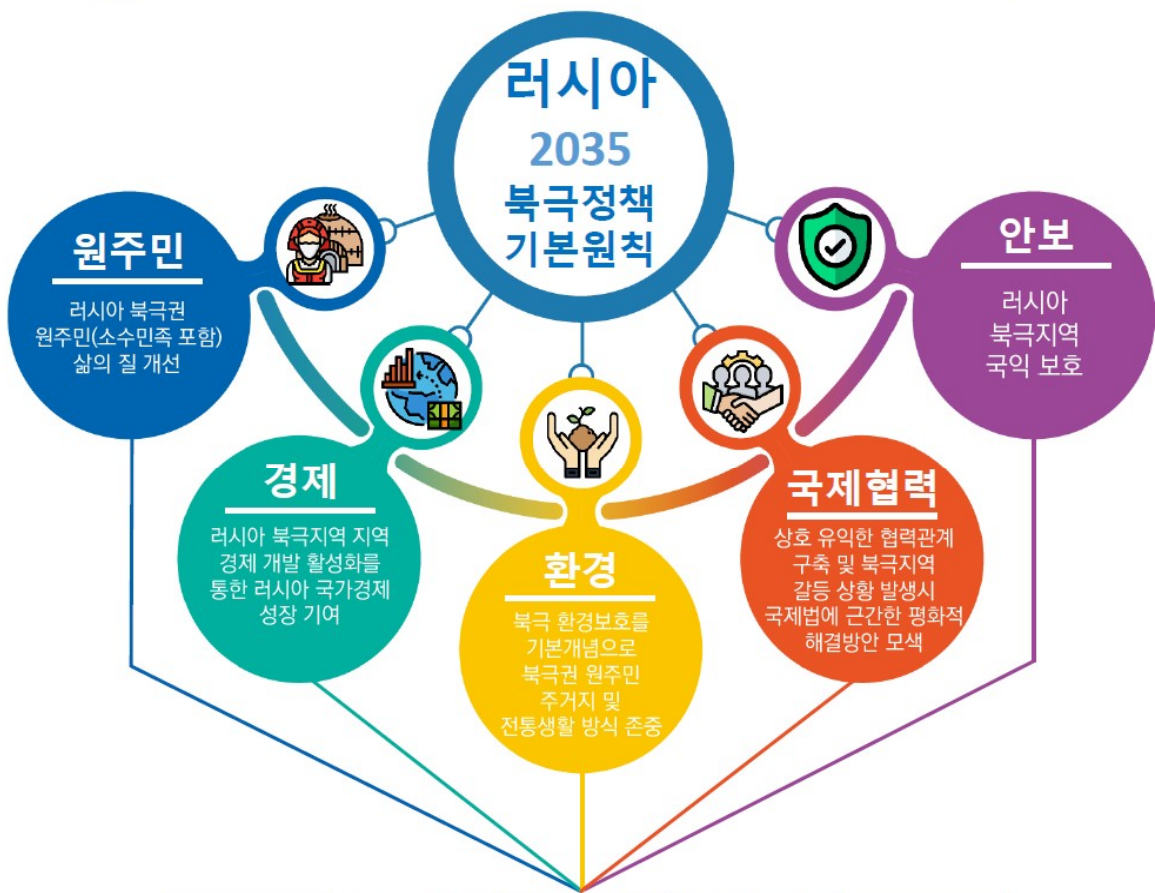 러시아
2035
북극정책
기본원칙
원주민
러시아 북극권
원주민(소수민족 포함)
삶의 질 개선
경제
러시아 북극지역 지역
경제 개발 활성화를
통한 러시아 국가경제
성장 기여
환경
북극 환경보호를
기본개념으로
북극권 원주민
주거지 및
전통생활 방식 존중
국제협력
상호 유익한 협력관계
구축 및 북극지역
갈등 상황 발생시
국제법에 근간한 평화적
해결방안 모색
안보
러시아
북극지역
국익 보호